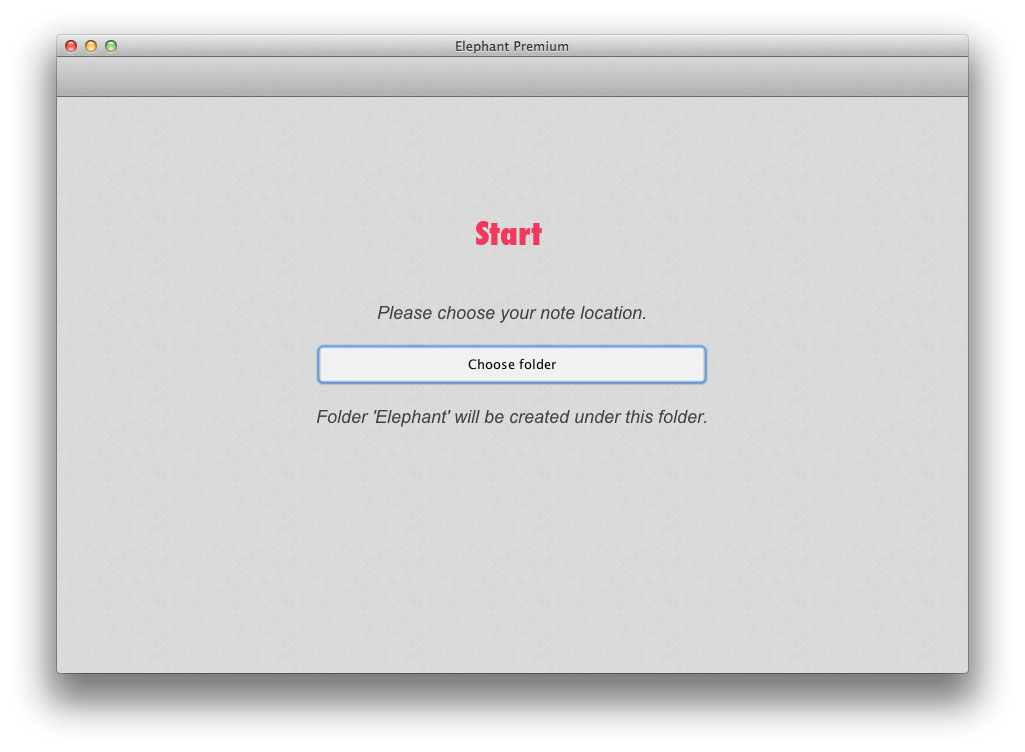 Elephant Premium
Start
Please choose your note location.
Choose folder
Folder 'Elephant' will be created under this folder.